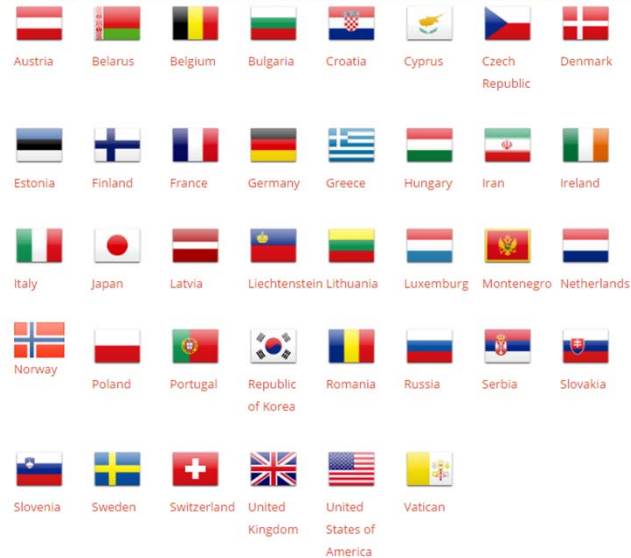 Austria
Belarus
Belgium
Bulgaria
Croatia
Cyprus
Czech
Republic
Denmark
Estonia
Finland
France
Germany
Greece
Hungary
Iran
Ireland
Italy
Japan
Latvia
Liechtenstein
Lithuania
Luxemburg
Montenegro
Netherlands
Norway
Poland
Portugal
Republic
of Korea
Romania
Russia
Serbia
Slovakia
Slovenia
Sweden
Switzerland
United
Kingdom
United
States of
America
Vatican